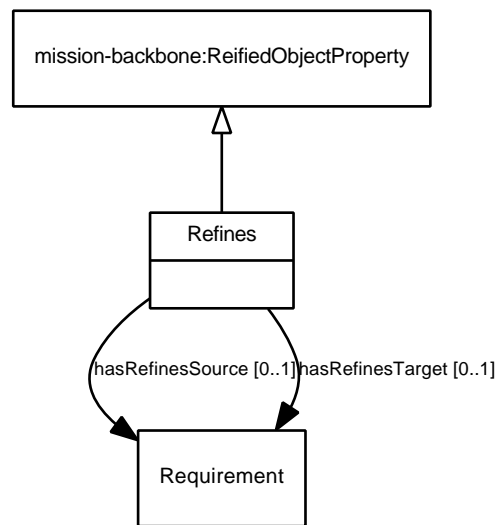 mission-backbone:ReifiedObjectProperty
Refines
hasRefinesSource [0..1]
hasRefinesTarget [0..1]
Requirement